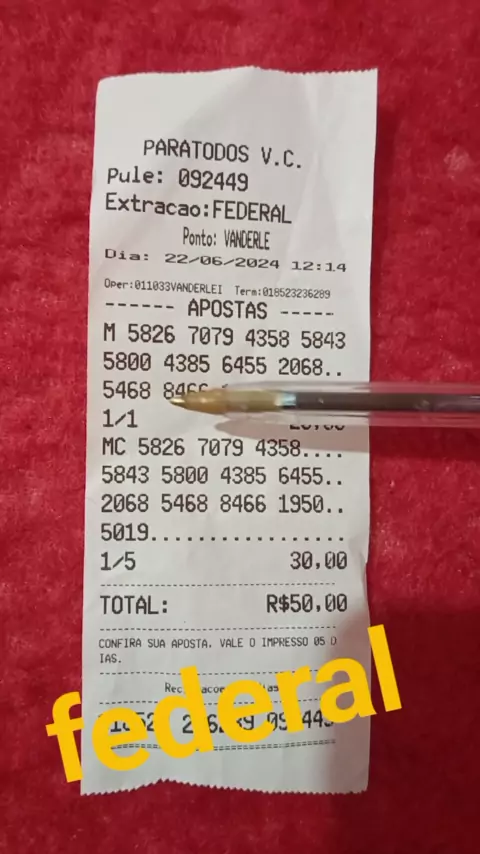 PARATODOS V.C.
Pule: 092449
Extracao:FEDERAL
Ponto: VANDERLE
Dia: 22/06/2024 12:14
Oper:011033VANDERLEI Term:018523236289
------ APOSTAS -----
M 5826 7079 4358 5843
5800 4385 6455 2068..
5468 8466
1/1
MC 5826 7079 4358....
5843 5800 4385 6455..
2068 5468 8466 1950..
5019................
1/5 30,00
TOTAL: R$50,00
CONFIRA SUA APOSTA. VALE O IMPRESSO 05 D
IAS.
federal